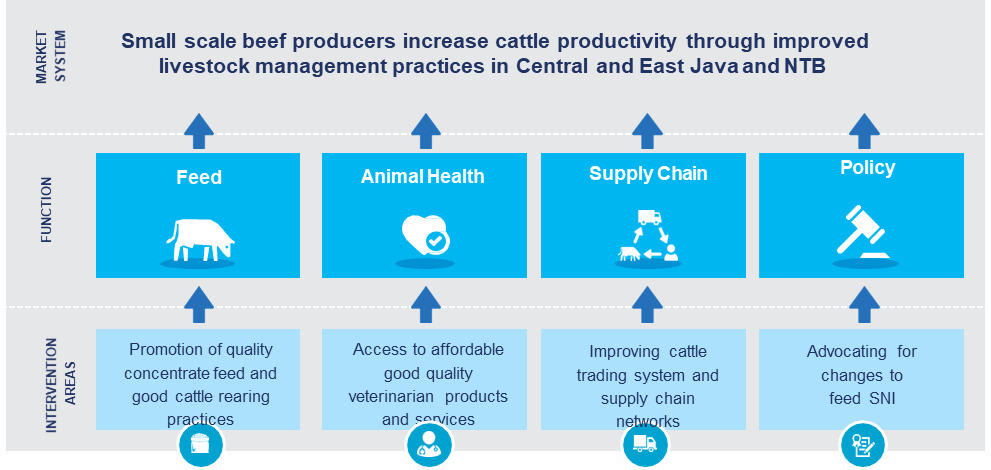 MARKET
SYSTEM
Small scale beef producers increase cattle productivity through improved
livestock management practices in Central and East Java and NTB
FUNCTION
Feed
Animal Health
Supply Chain
Policy
INTERVENTION
AREAS
Promotion of quality
concentrate feed and
good cattle rearing
practices
Access to affordable
good quality
veterinarian products
and services
Improving cattle
trading system and
supply chain
networks
Advocating for
changes to
feed SNI